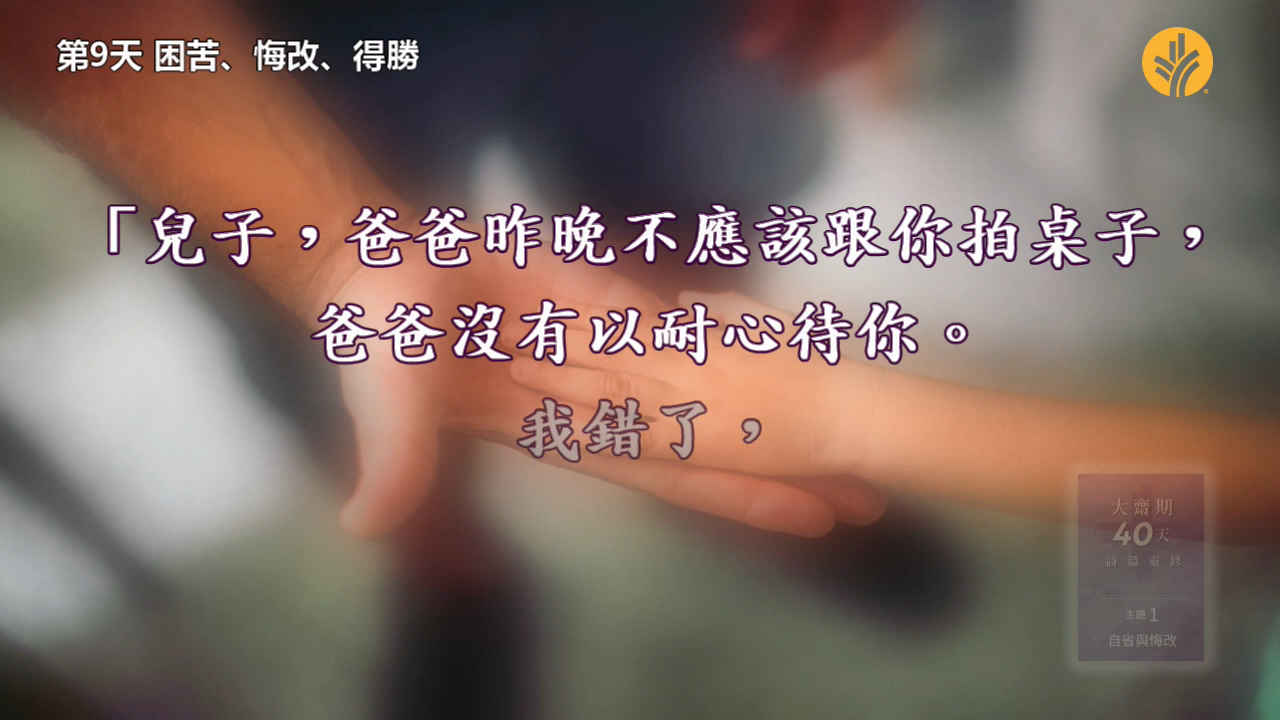 第9天 困苦、悔改、得勝
「兒子，爸爸昨晚不應該跟你拍桌子，
爸爸沒有以耐心待你。
我錯了，
大齋期
40天
詩篇靈修
主題1
自省與悔改